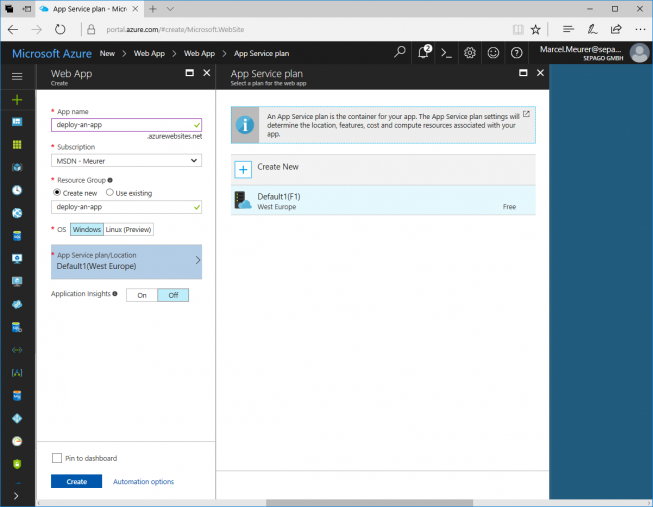 App Service plan - Micr
portal.azure.com/#create/Microsoft.WebSite
Microsoft Azure New > Web App > Web App > App Service plan
2
Marcel.Meurer@sepa...
SEPAGO GMBH
Web App
Create
* App name
deploy-an-app
.azurewebsites.net
* Subscription
MSDN - Meurer
* Resource Group
Create new Use existing
deploy-an-app
* OS Windows Linux (Preview)
* App Service plan/Location
Default1(West Europe)
Application Insights On Off
Pin to dashboard
Create Automation options
App Service plan
Select a plan for the web app
An App Service plan is the container for your app. The App Service plan settings will
determine the location, features, cost and compute resources associated with your
app.
Create New
Default1(F1)
West Europe Free